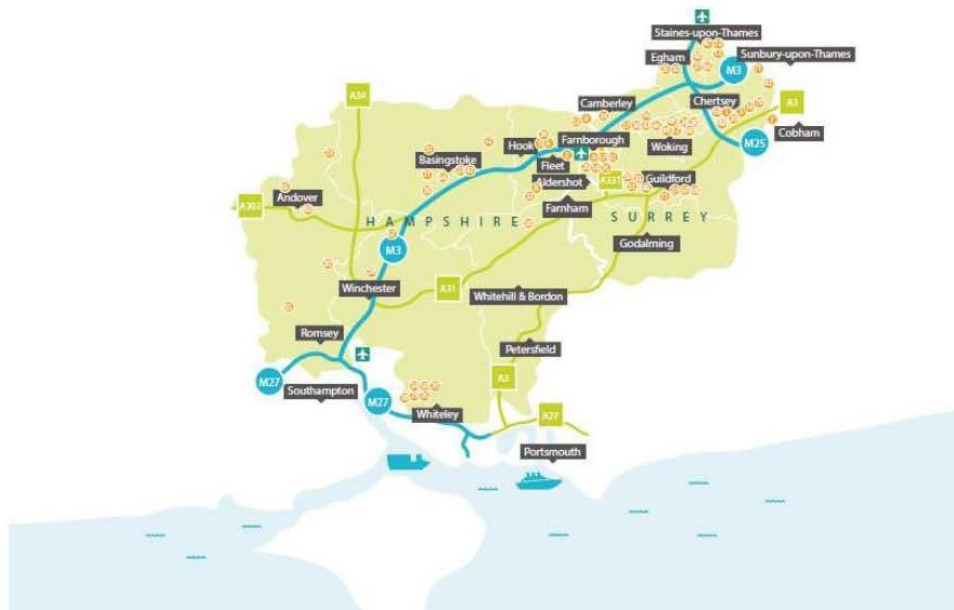 Staines-upon-Thames
Egham
Sunbury-upon-Thames
M3
A34
Camberley
Chertsey
A3
Cobham
Hook
Farnborough
Woking
M25
Basingstoke
Fleet
Aldershot
A331
Guildford
Andover
A303
Farnham
HAMPSHIRE
SURREY
M3
Godalming
Winchester
A31
Whitehill & Bordon
Romsey
Petersfield
M27
Southampton
A3
M27
Whiteley
A27
Portsmouth